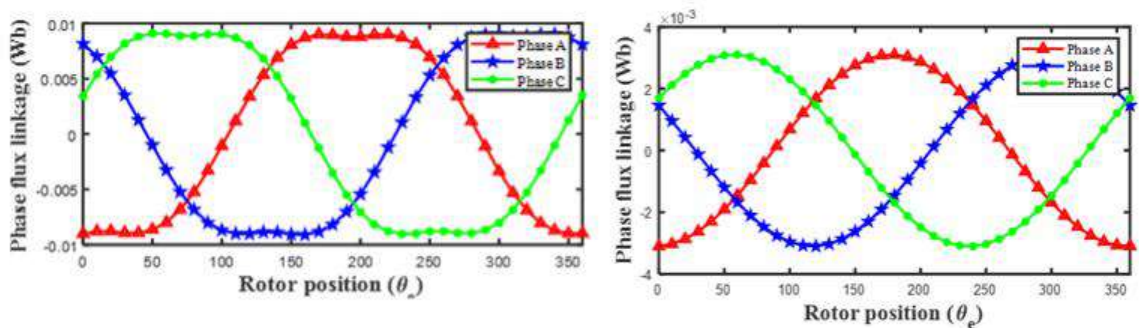 0.01
0.005
0
-0.005
-0.01
Phase flux linkage (Wb)
Phase A
Phase B
Phase C
0 50 100 150 200 250 300 350
Rotor position (θe)
×10⁻³
4
2
0
-2
-4
Phase flux linkage (Wb)
Phase A
Phase B
Phase C
0 50 100 150 200 250 300 350
Rotor position (θe)